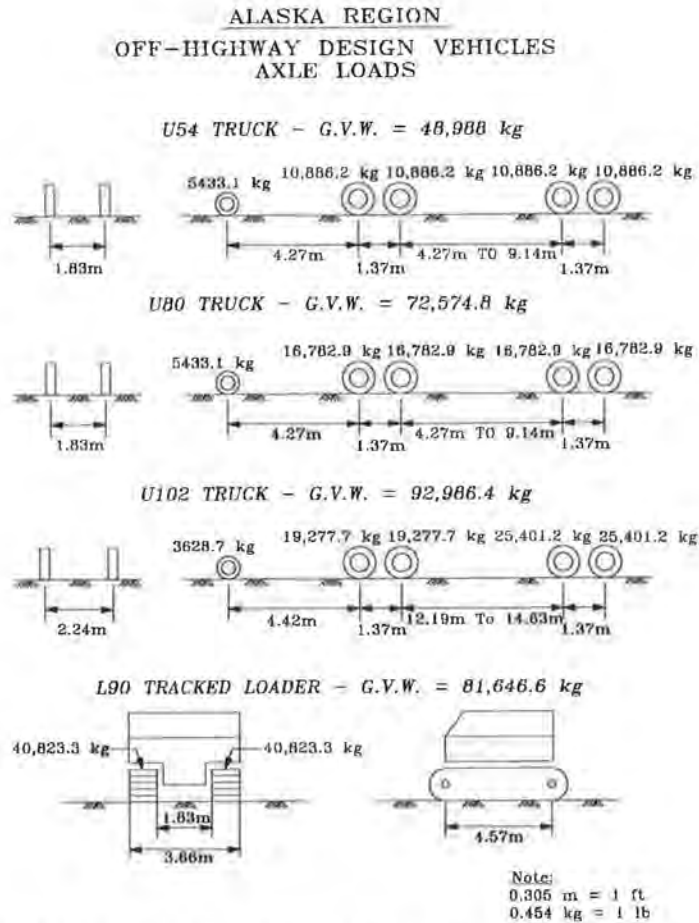 ALASKA REGION
OFF-HIGHWAY DESIGN VEHICLES
AXLE LOADS
U54 TRUCK - G.V.W. = 48,988 kg
5433.1 kg 10,886.2 kg 10,886.2 kg 10,886.2 kg 10,886.2 kg
1.83m 4.27m 1.37m 4.27m TO 9.14m 1.37m
U80 TRUCK - G.V.W. = 72,574.8 kg
5433.1 kg 16,782.9 kg 16,782.9 kg 16,782.9 kg 16,782.9 kg
1.83m 4.27m 1.37m 4.27m TO 9.14m 1.37m
U102 TRUCK - G.V.W. = 92,986.4 kg
3628.7 kg 19,277.7 kg 19,277.7 kg 25,401.2 kg 25,401.2 kg
2.24m 4.42m 1.37m 12.19m To 14.63m 1.37m
L90 TRACKED LOADER - G.V.W. = 81,646.6 kg
40,823.3 kg 40,823.3 kg
1.83m
3.66m 4.57m
Note:
0.305 m = 1 ft
0.454 kg = 1 lb